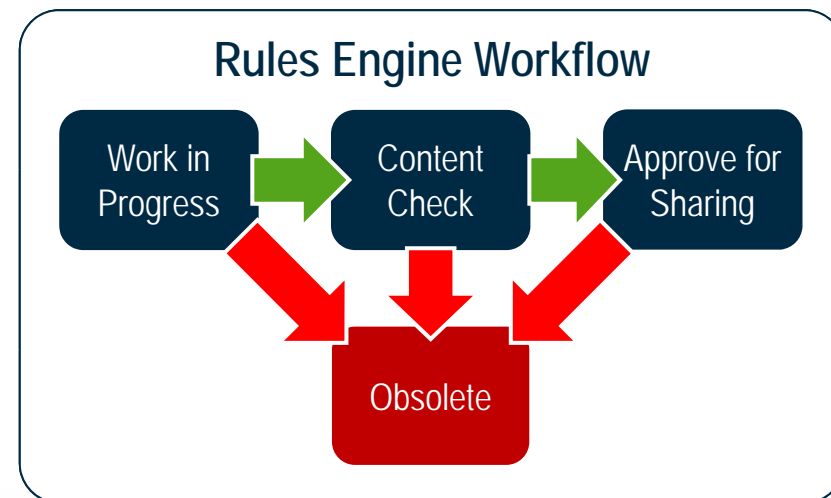 Rules Engine Workflow
Work in
Progress
Content
Check
Approve for
Sharing
Obsolete